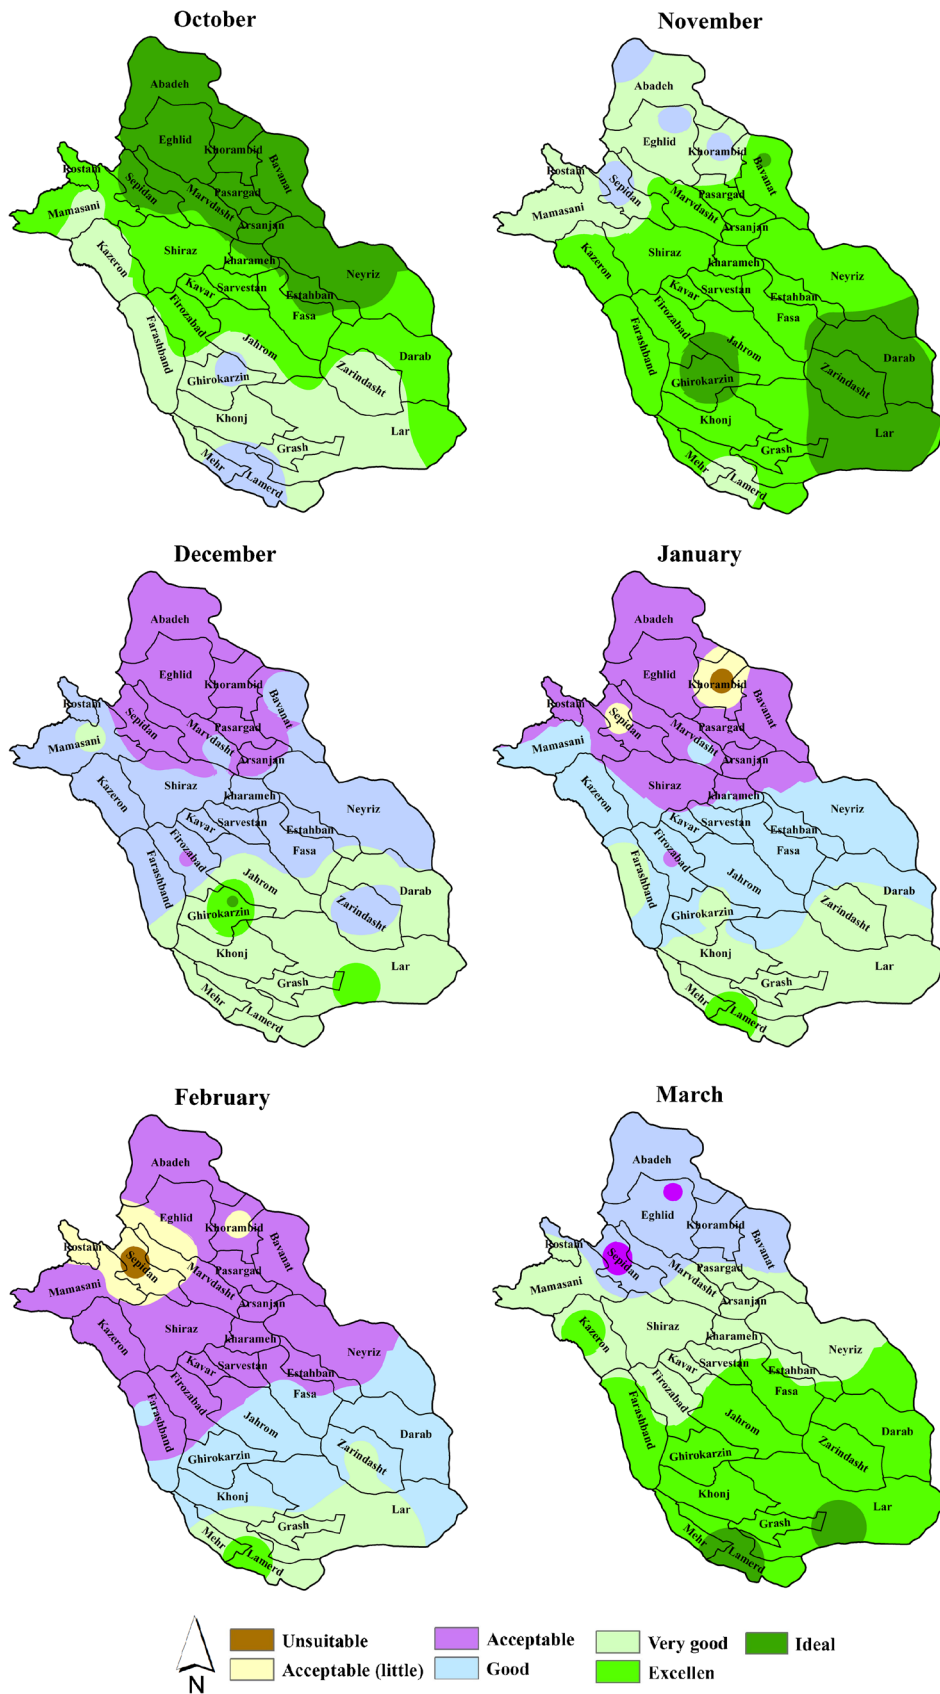 October
November
Abadeh
Eghlid
Khorambid
Bavanat
Rostam
Sepidan
Pasargad
Mamasani
Marvdasht
Arsanjan
Shiraz
Kazeron
kharameh
Neyriz
Kavar
Sarvestan
Estahban
Firozabad
Fasa
Farashband
Jahrom
Darab
Ghirokarzin
Zarindasht
Khonj
Lar
Grash
Mehr
Lamerd
Abadeh
Eghlid
Khorambid
Bavanat
Rostam
Sepidan
Pasargad
Mamasani
Marvdasht
Arsanjan
Shiraz
Kazeron
kharameh
Neyriz
Kavar
Sarvestan
Estahban
Firozabad
Fasa
Farashband
Jahrom
Darab
Ghirokarzin
Zarindasht
Khonj
Lar
Grash
Mehr
Lamerd
December
January
Abadeh
Eghlid
Khorambid
Bavanat
Rostam
Sepidan
Pasargad
Mamasani
Marvdasht
Arsanjan
Shiraz
Kazeron
kharameh
Neyriz
Kavar
Sarvestan
Estahban
Firozabad
Fasa
Farashband
Jahrom
Darab
Ghirokarzin
Zarindasht
Khonj
Lar
Grash
Mehr
Lamerd
Abadeh
Eghlid
Khorambid
Bavanat
Rostam
Sepidan
Pasargad
Mamasani
Marvdasht
Arsanjan
Shiraz
Kazeron
kharameh
Neyriz
Kavar
Sarvestan
Estahban
Firozabad
Fasa
Farashband
Jahrom
Darab
Ghirokarzin
Zarindasht
Khonj
Lar
Grash
Mehr
Lamerd
February
March
Abadeh
Eghlid
Khorambid
Bavanat
Rostam
Sepidan
Pasargad
Mamasani
Marvdasht
Arsanjan
Shiraz
Kazeron
kharameh
Neyriz
Kavar
Sarvestan
Estahban
Firozabad
Fasa
Farashband
Jahrom
Darab
Ghirokarzin
Zarindasht
Khonj
Lar
Grash
Mehr
Lamerd
Abadeh
Eghlid
Khorambid
Bavanat
Rostam
Sepidan
Pasargad
Mamasani
Marvdasht
Arsanjan
Shiraz
Kazeron
kharameh
Neyriz
Kavar
Sarvestan
Estahban
Firozabad
Fasa
Farashband
Jahrom
Darab
Ghirokarzin
Zarindasht
Khonj
Lar
Grash
Mehr
Lamerd
N
Unsuitable
Acceptable (little)
Acceptable
Good
Very good
Excellen
Ideal